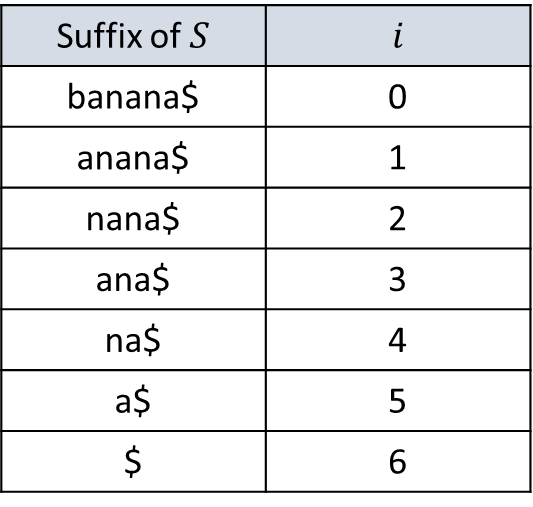 Suffix of S i
banana$ 0
anana$ 1
nana$ 2
ana$ 3
na$ 4
a$ 5
$ 6